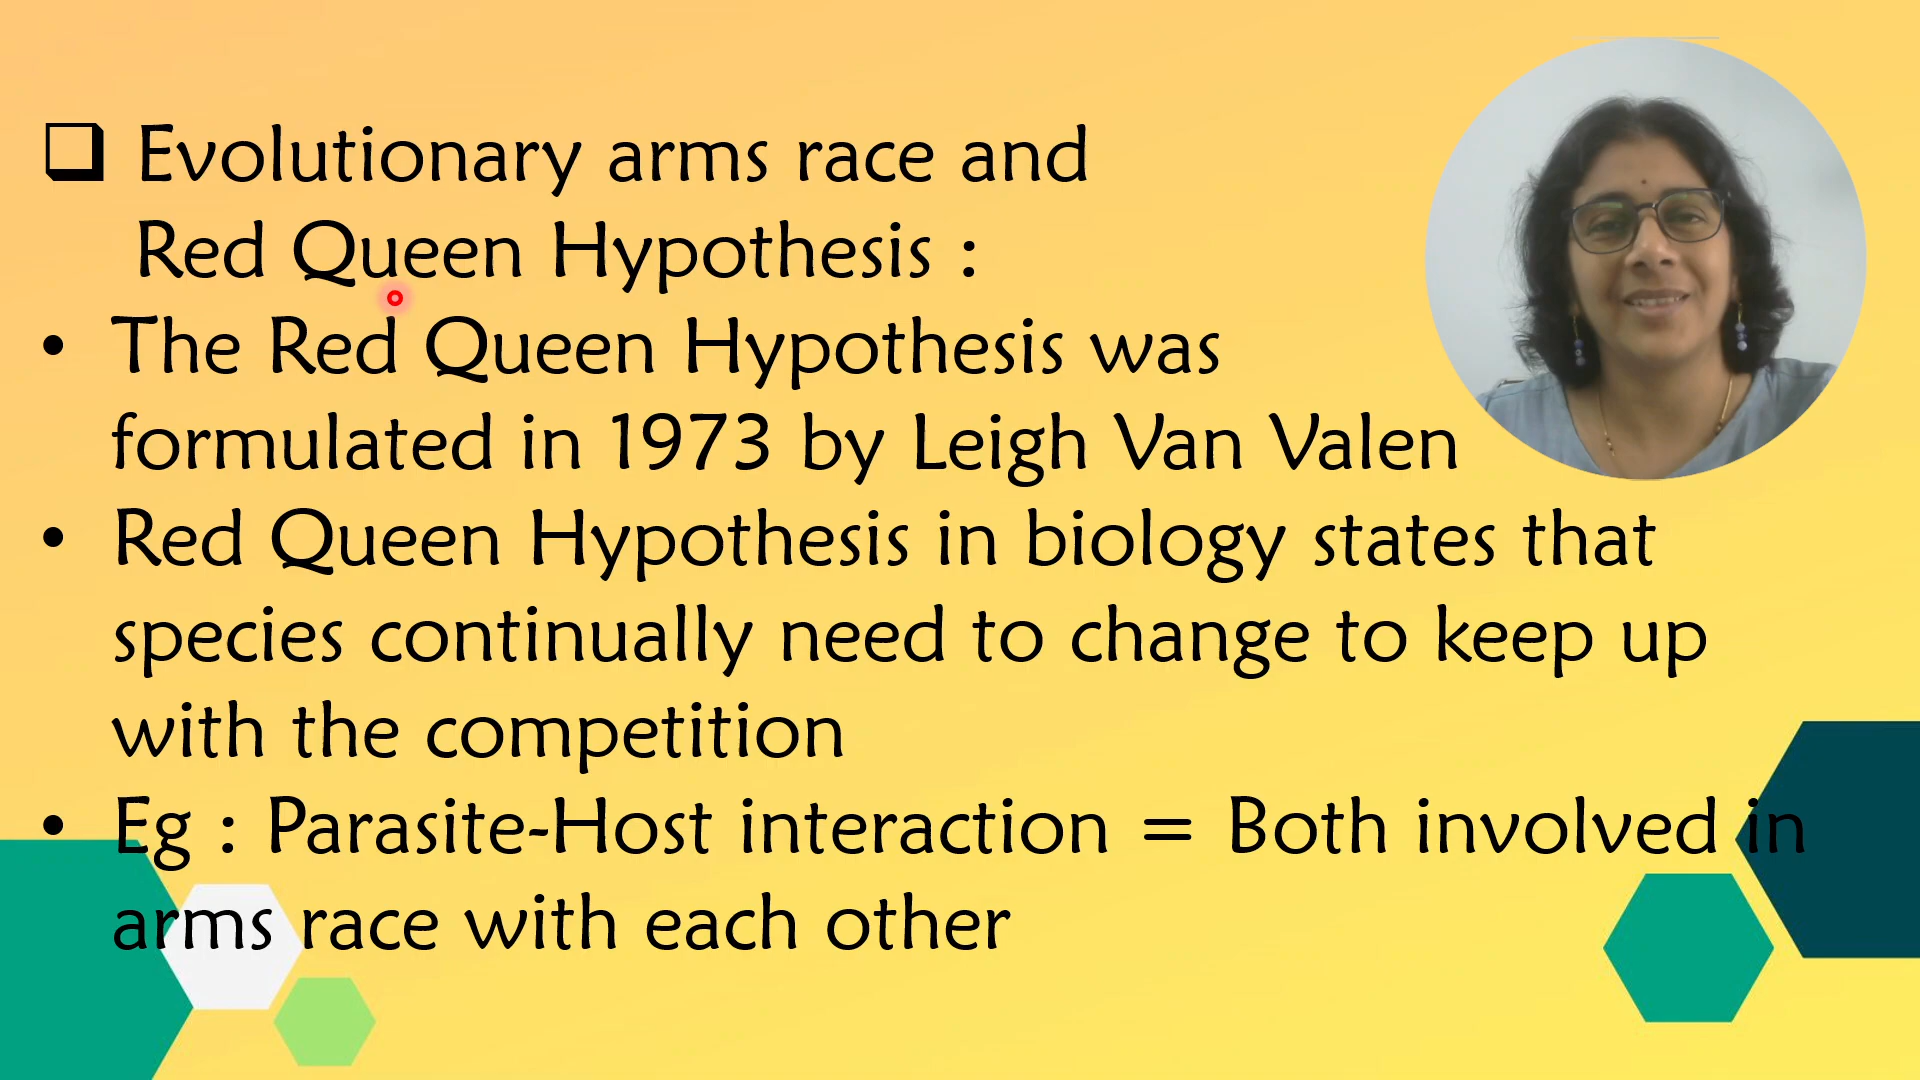 ❑ Evolutionary arms race and
Red Queen Hypothesis :
• The Red Queen Hypothesis was
formulated in 1973 by Leigh Van Valen
• Red Queen Hypothesis in biology states that
species continually need to change to keep up
with the competition
• Eg : Parasite-Host interaction = Both involved in
arms race with each other